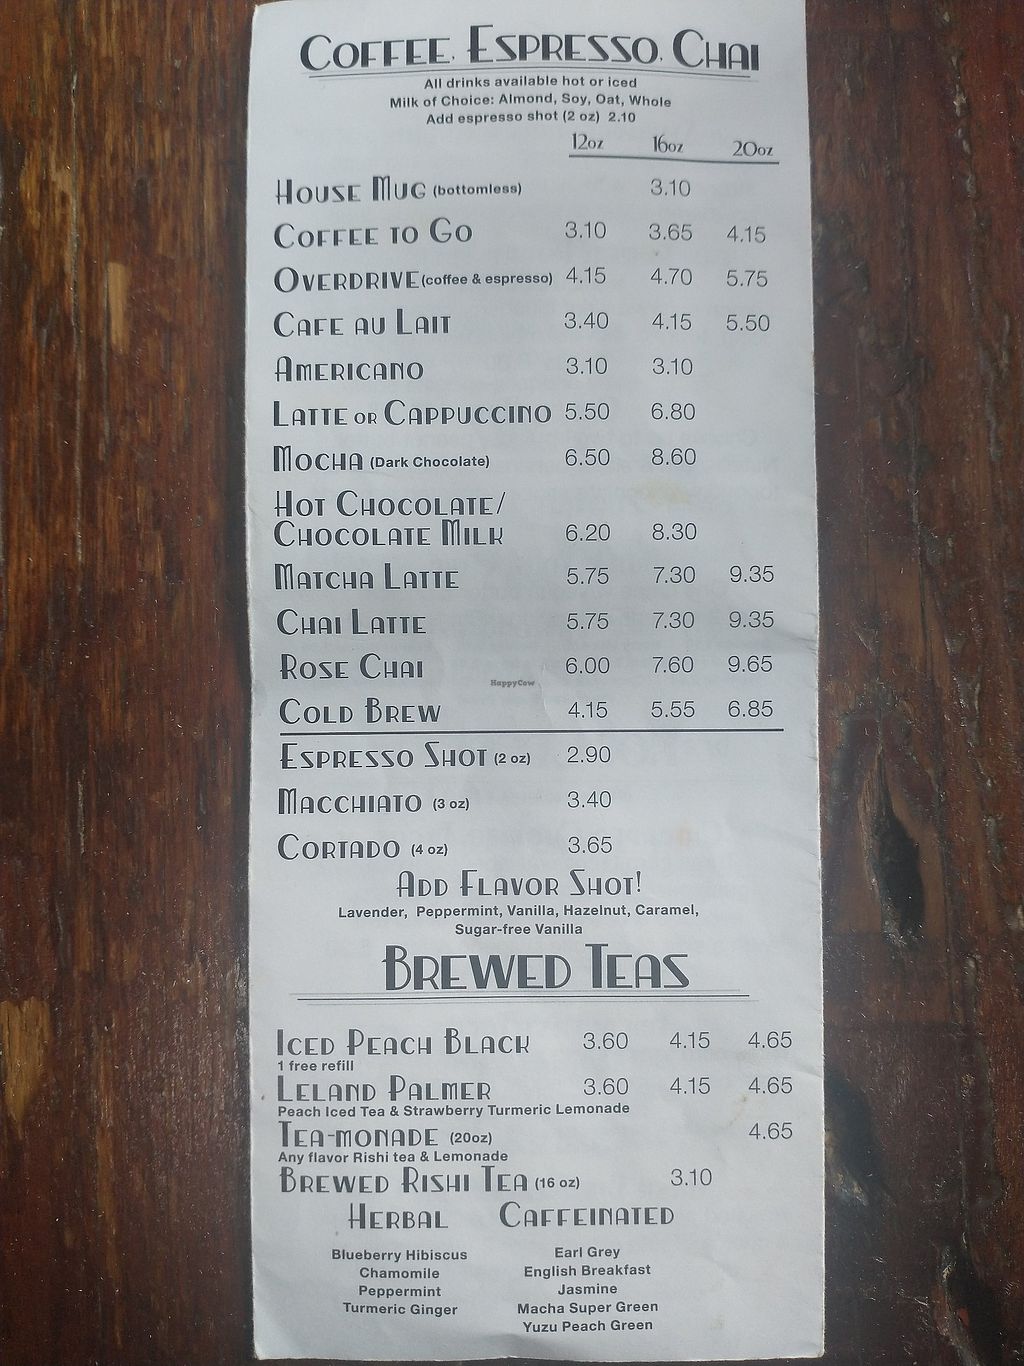 Coffee, Espresso, Chai
All drinks available hot or iced
Milk of Choice: Almond, Soy, Oat, Whole
Add espresso shot (2 oz) 2.10
12oz 16oz 20oz
House Mug (bottomless) 3.10
Coffee to Go 3.10 3.65 4.15
Overdrive (coffee & espresso) 4.15 4.70 5.75
Cafe au Lait 3.40 4.15 5.50
Americano 3.10 3.10
Latte or Cappuccino 5.50 6.80
Mocha (Dark Chocolate) 6.50 8.60
Hot Chocolate/
Chocolate Milk 6.20 8.30
Matcha Latte 5.75 7.30 9.35
Chai Latte 5.75 7.30 9.35
Rose Chai 6.00 7.60 9.65
HappyCow
Cold Brew 4.15 5.55 6.85
Espresso Shot (2 oz) 2.90
Macchiato (3 oz) 3.40
Cortado (4 oz) 3.65
Add Flavor Shot!
Lavender, Peppermint, Vanilla, Hazelnut, Caramel,
Sugar-free Vanilla
Brewed Teas
Iced Peach Black 3.60 4.15 4.65
1 free refill
Leland Palmer 3.60 4.15 4.65
Peach Iced Tea & Strawberry Turmeric Lemonade
Tea-monade (20oz) 4.65
Any flavor Rishi tea & Lemonade
Brewed Rishi Tea (16 oz) 3.10
Herbal Caffeinated
Blueberry Hibiscus Earl Grey
Chamomile English Breakfast
Peppermint Jasmine
Turmeric Ginger Macha Super Green
Yuzu Peach Green